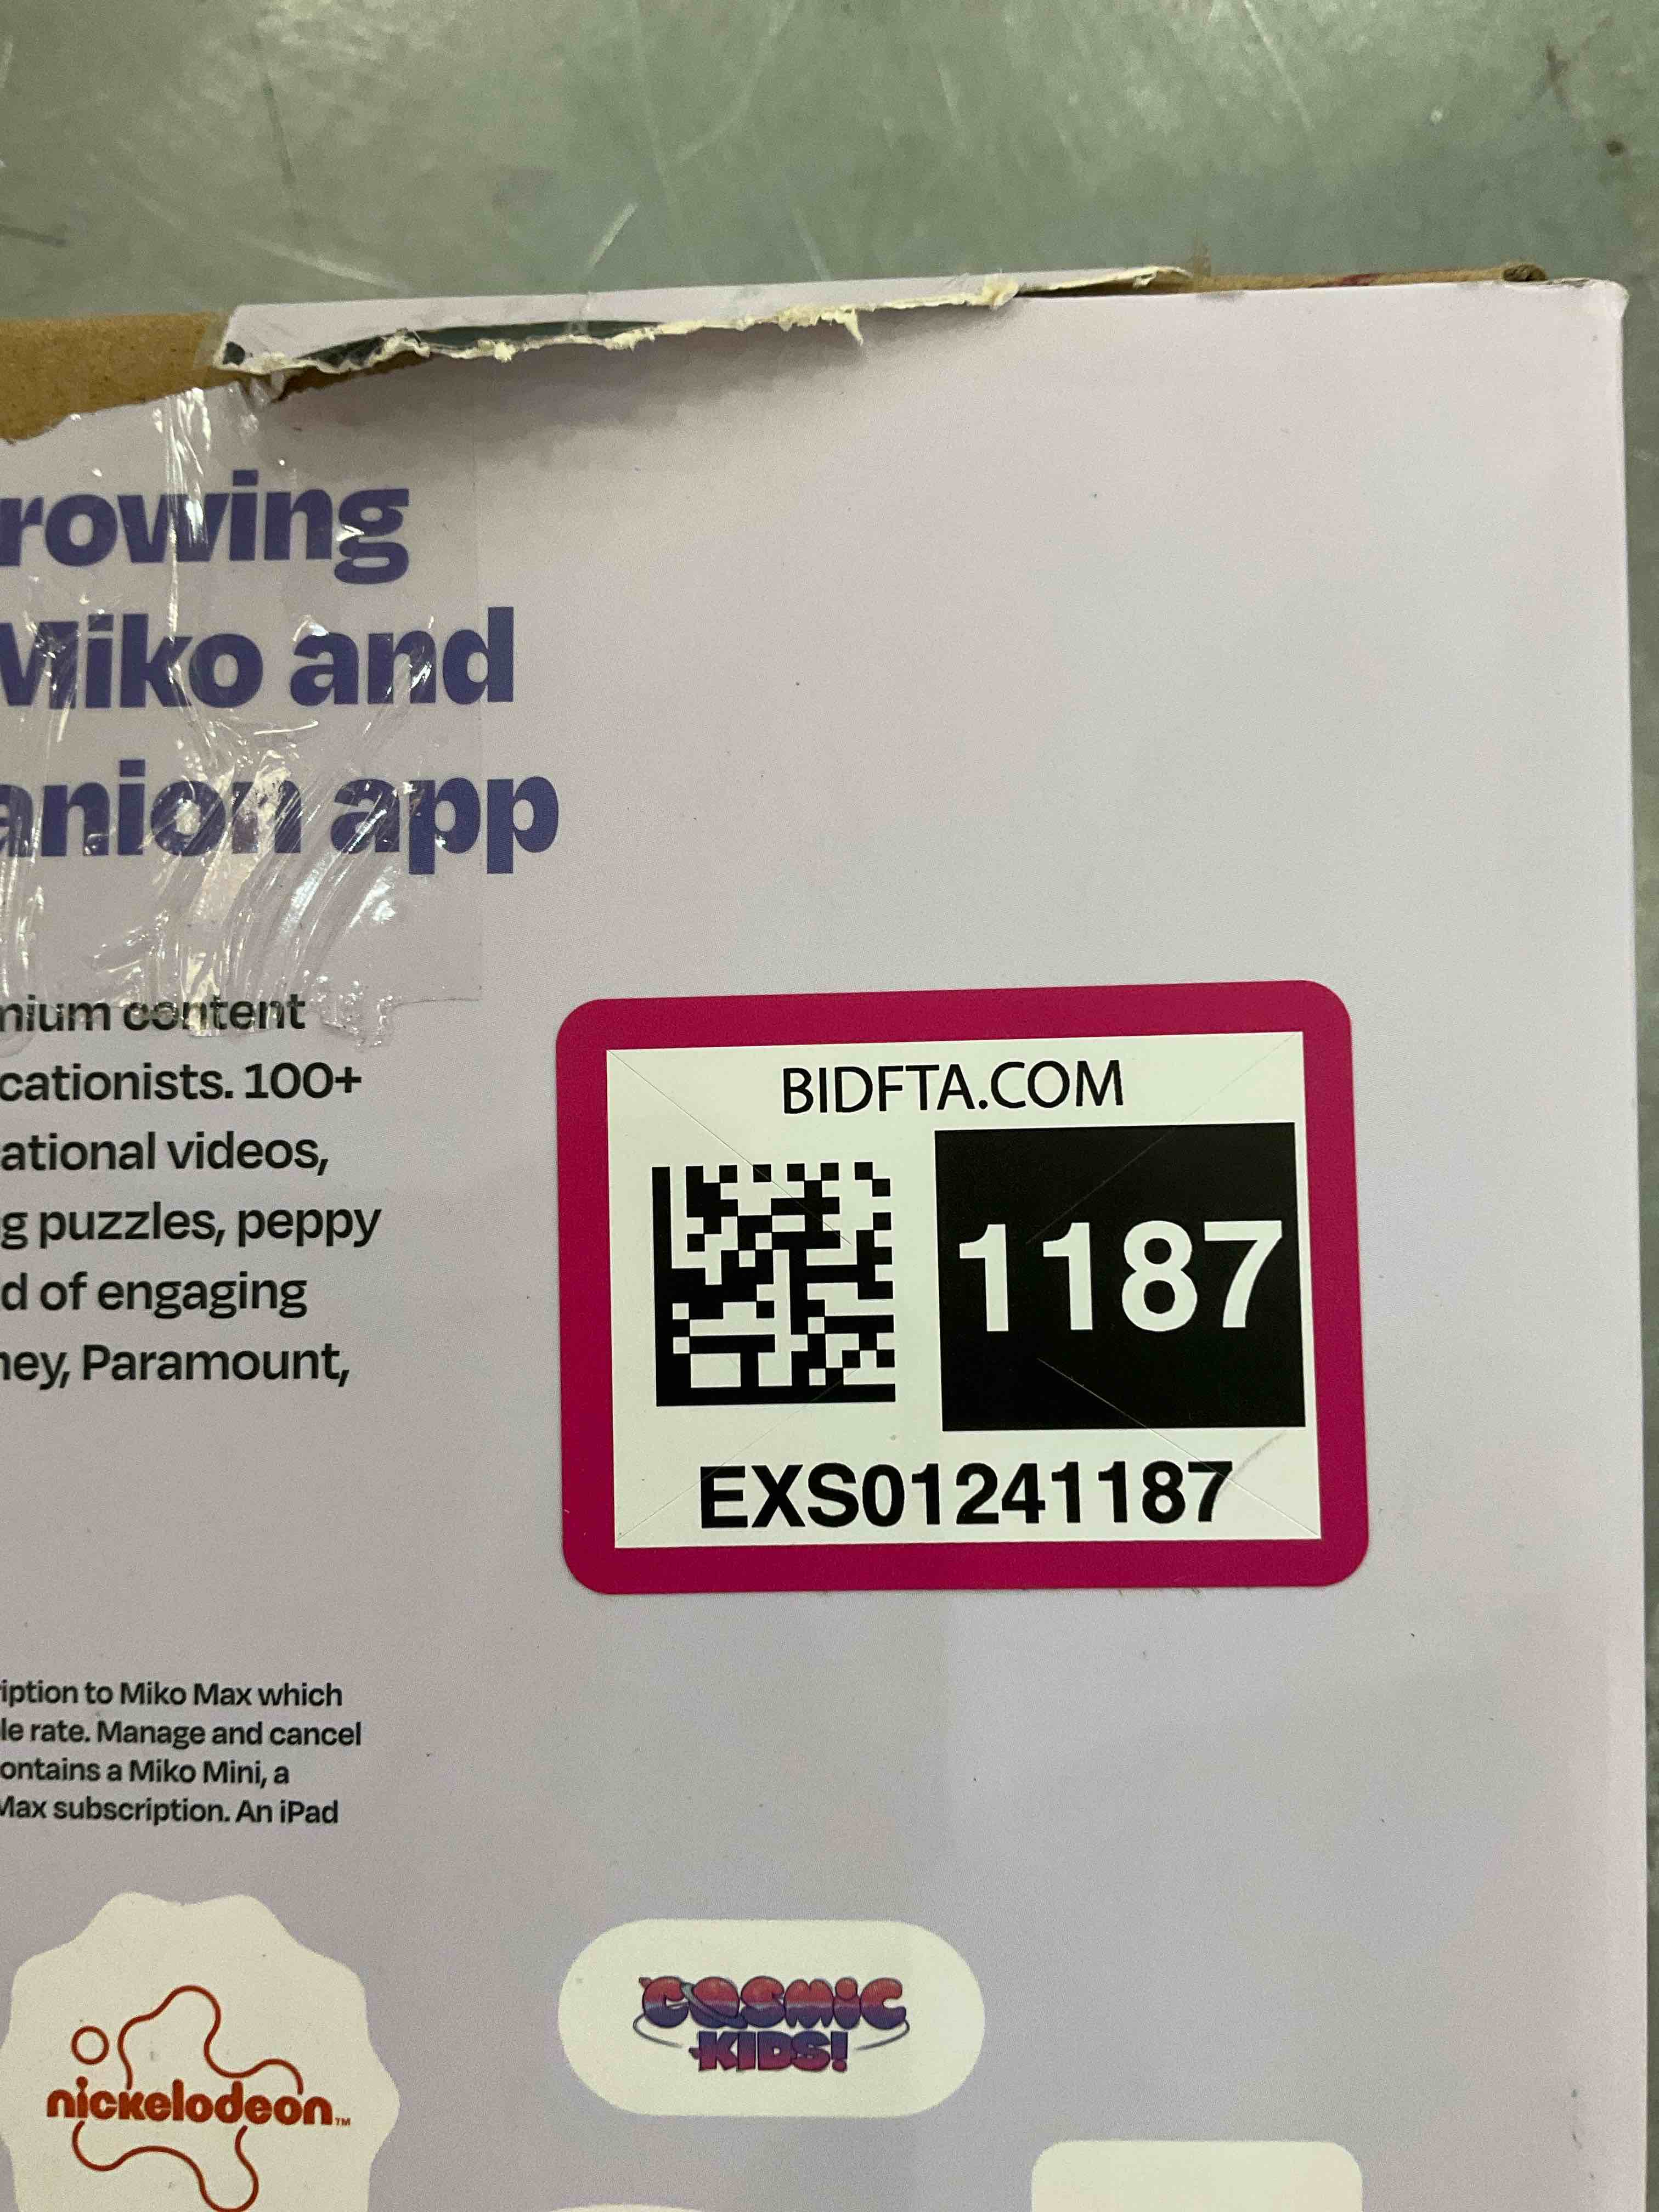 rowing
Miko and
anion app
nium content
cationists. 100+
ational videos,
g puzzles, peppy
d of engaging
ney, Paramount,
BIDFTA.COM
1187
EXS01241187
iption to Miko Max which
le rate. Manage and cancel
ontains a Miko Mini, a
Max subscription. An iPad
nickelodeon™
COSMIC
KIDS!